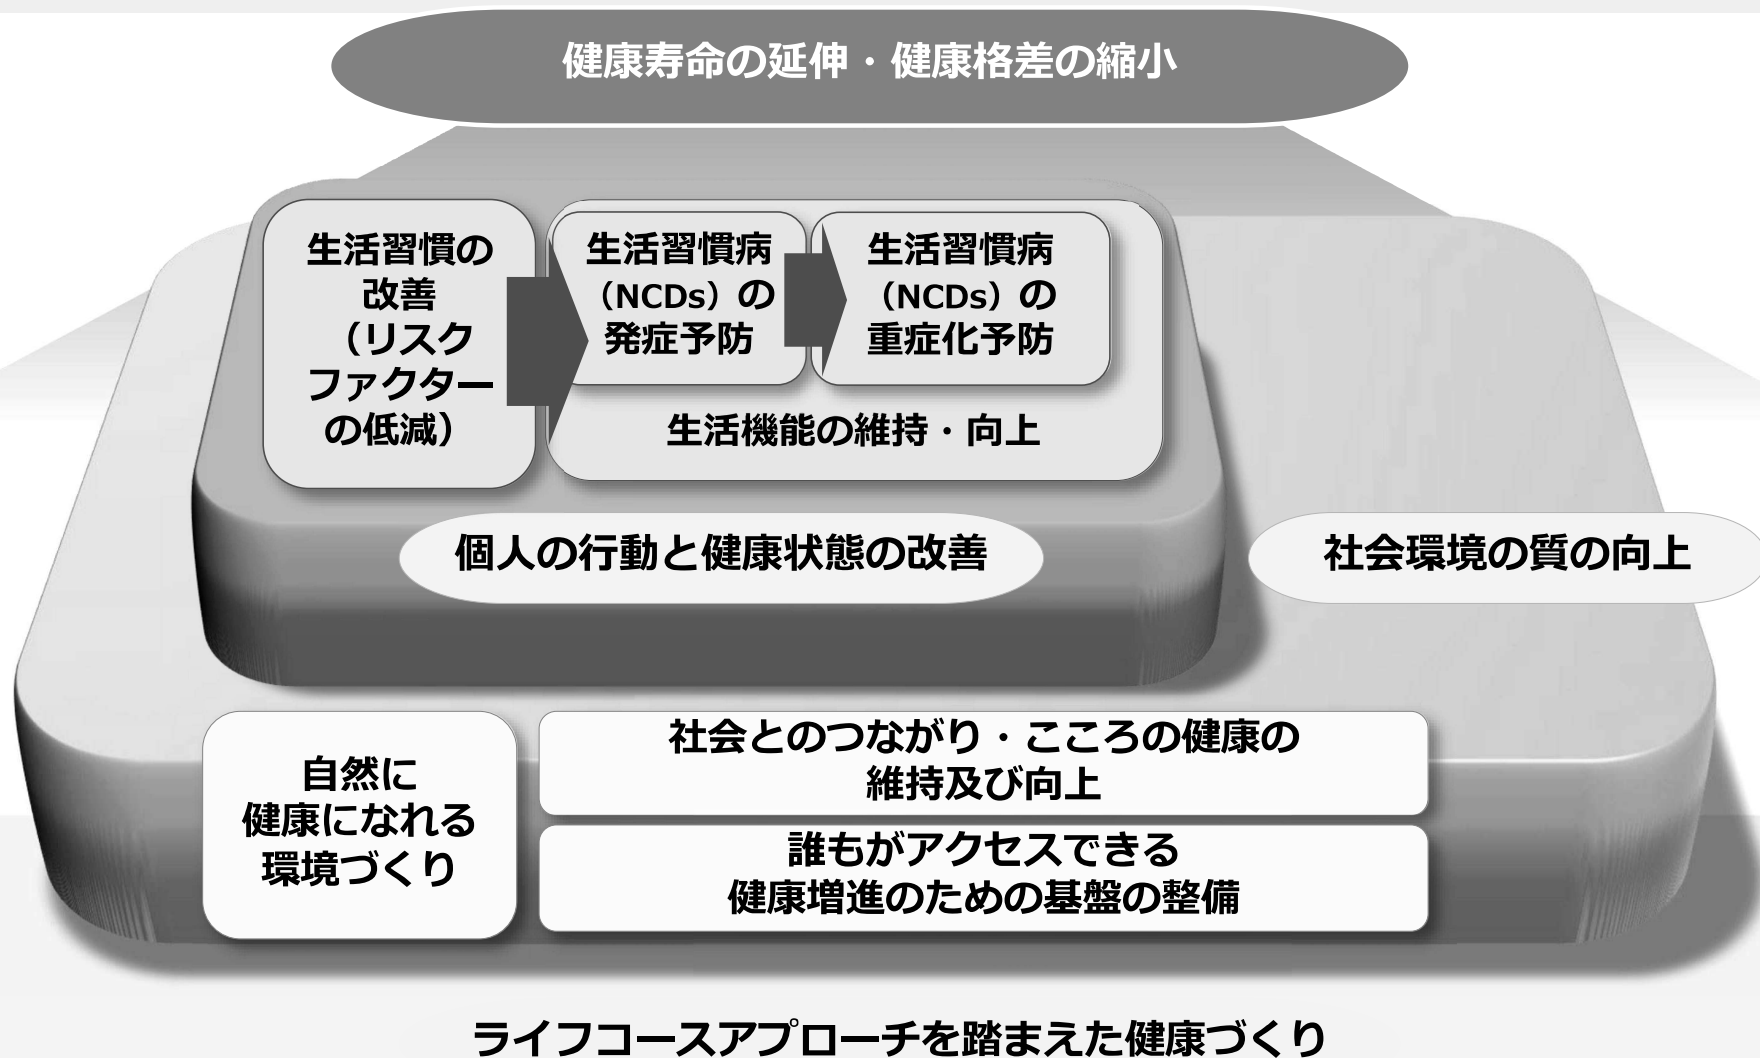 健康寿命の延伸・健康格差の縮小
生活習慣の
改善
（リスク
ファクター
の低減）
生活習慣病
（NCDs）の
発症予防
生活習慣病
（NCDs）の
重症化予防
生活機能の維持・向上
個人の行動と健康状態の改善
社会環境の質の向上
自然に
健康になれる
環境づくり
社会とのつながり・こころの健康の
維持及び向上
誰もがアクセスできる
健康増進のための基盤の整備
ライフコースアプローチを踏まえた健康づくり